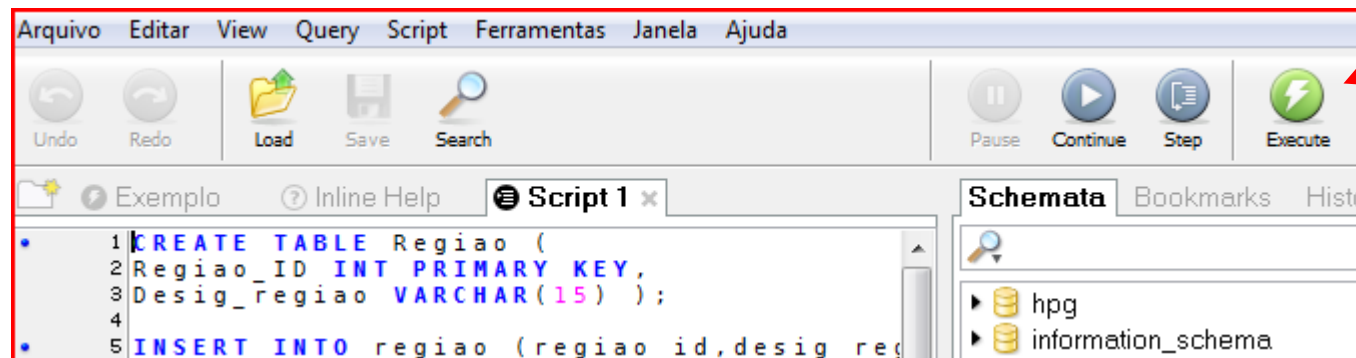 Arquivo Editar View Query Script Ferramentas Janela Ajuda
Undo Redo Load Save Search Pause Continue Step Execute
Exemplo Inline Help Script 1 Schemata Bookmarks
1 CREATE TABLE Regiao (
2 Regiao_ID INT PRIMARY KEY,
3 Desig_regiao VARCHAR(15) );
4
5 INSERT INTO regiao (regiao_id,desig_reg
hpg
information_schema